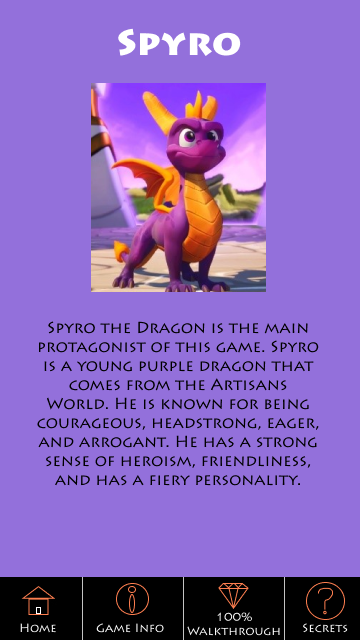 Spyro
Spyro the Dragon is the main
protagonist of this game. Spyro
is a young purple dragon that
comes from the Artisans
World. He is known for being
courageous, headstrong, eager,
and arrogant. He has a strong
sense of heroism, friendliness,
and has a fiery personality.
Home
Game Info
100%
Walkthrough
?
Secrets